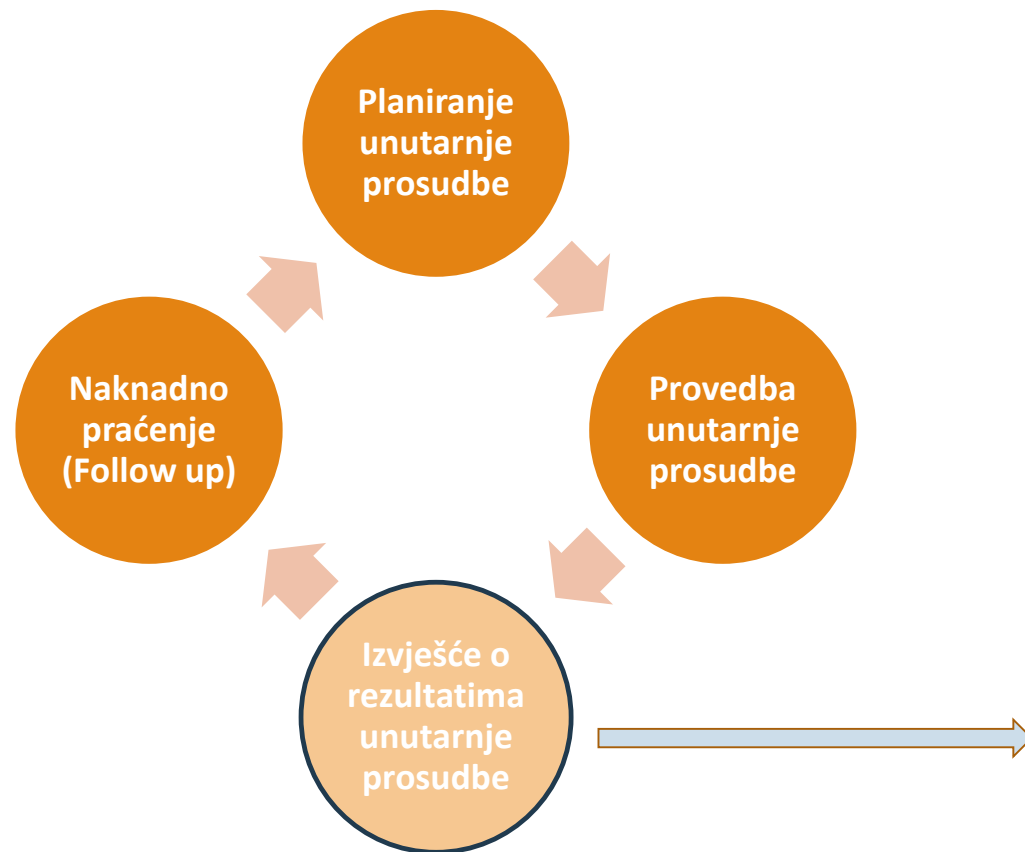 Planiranje
unutarnje
prosudbe
Provedba
unutarnje
prosudbe
Izvješće o
rezultatima
unutarnje
prosudbe
Naknadno
praćenje
(Follow up)